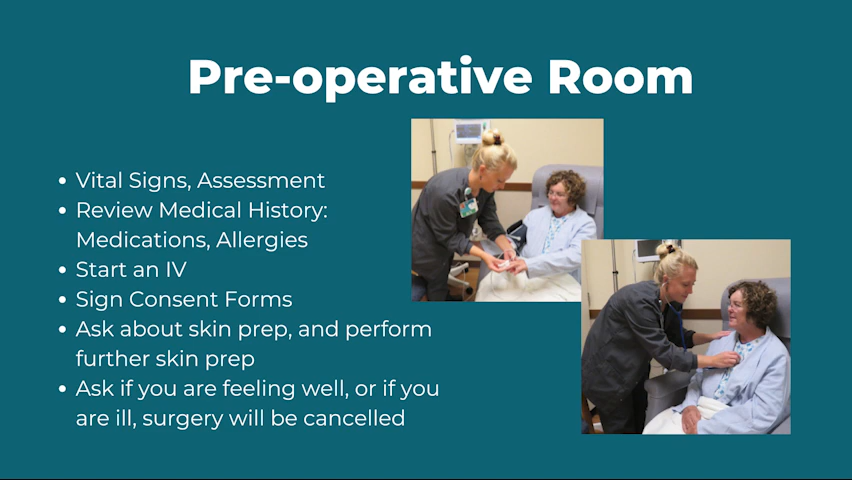 Pre-operative Room
• Vital Signs, Assessment
• Review Medical History:
Medications, Allergies
• Start an IV
• Sign Consent Forms
• Ask about skin prep, and perform
further skin prep
• Ask if you are feeling well, or if you
are ill, surgery will be cancelled